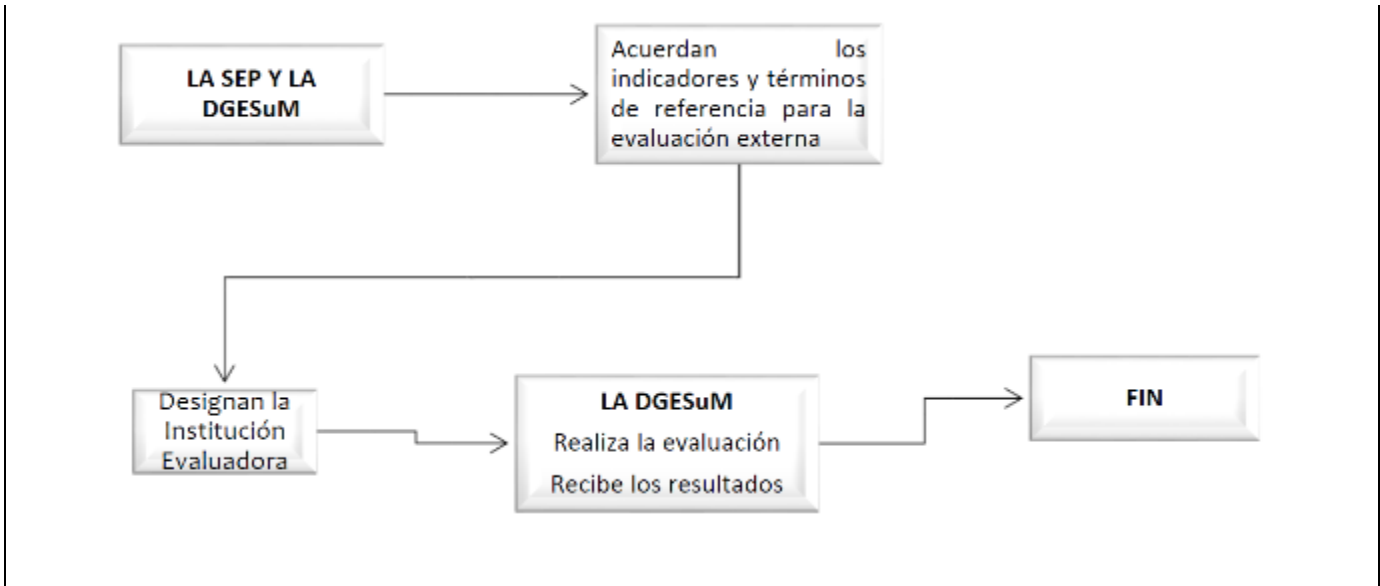 LA SEP Y LA
DGESuM
Acuerdan los
indicadores y términos
de referencia para la
evaluación externa
Designan la
Institución
Evaluadora
LA DGESuM
Realiza la evaluación
Recibe los resultados
FIN